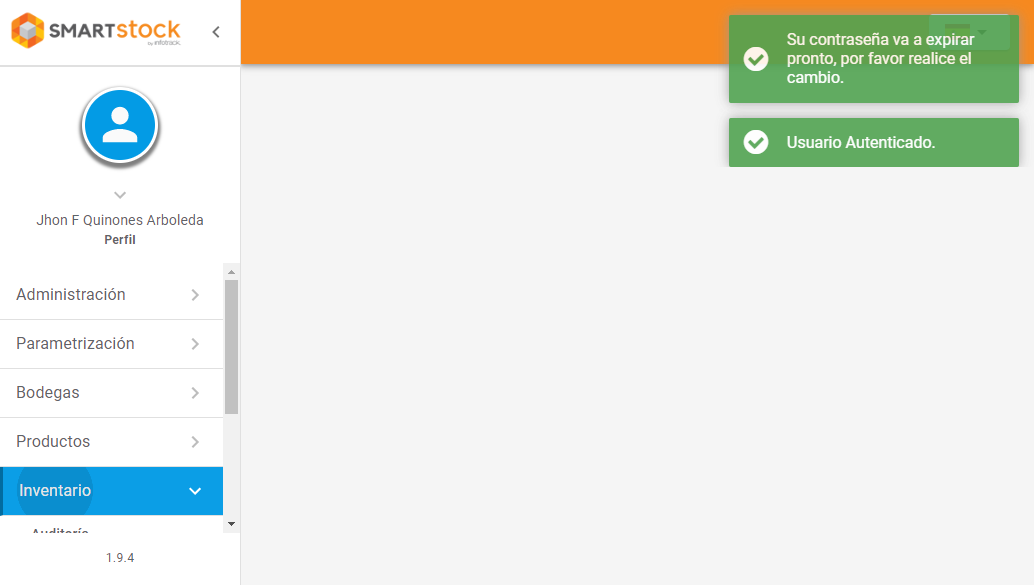 SMARTstock
by infotrack.
Su contraseña va a expirar
pronto, por favor realice el
cambio.
Usuario Autenticado.
Jhon F Quinones Arboleda
Perfil
Administración
Parametrización
Bodegas
Productos
Inventario
Auditoría
1.9.4